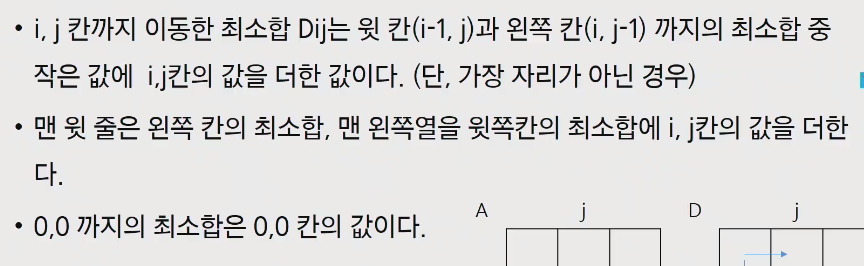 • i, j 칸까지 이동한 최소합 Dij는 윗 칸(i-1, j)과 왼쪽 칸(i, j-1) 까지의 최소합 중
작은 값에 i,j칸의 값을 더한 값이다. (단, 가장 자리가 아닌 경우)
• 맨 윗 줄은 왼쪽 칸의 최소합, 맨 왼쪽열을 윗쪽칸의 최소합에 i, j칸의 값을 더한
다.
• 0,0 까지의 최소합은 0,0 칸의 값이다.
A j D j